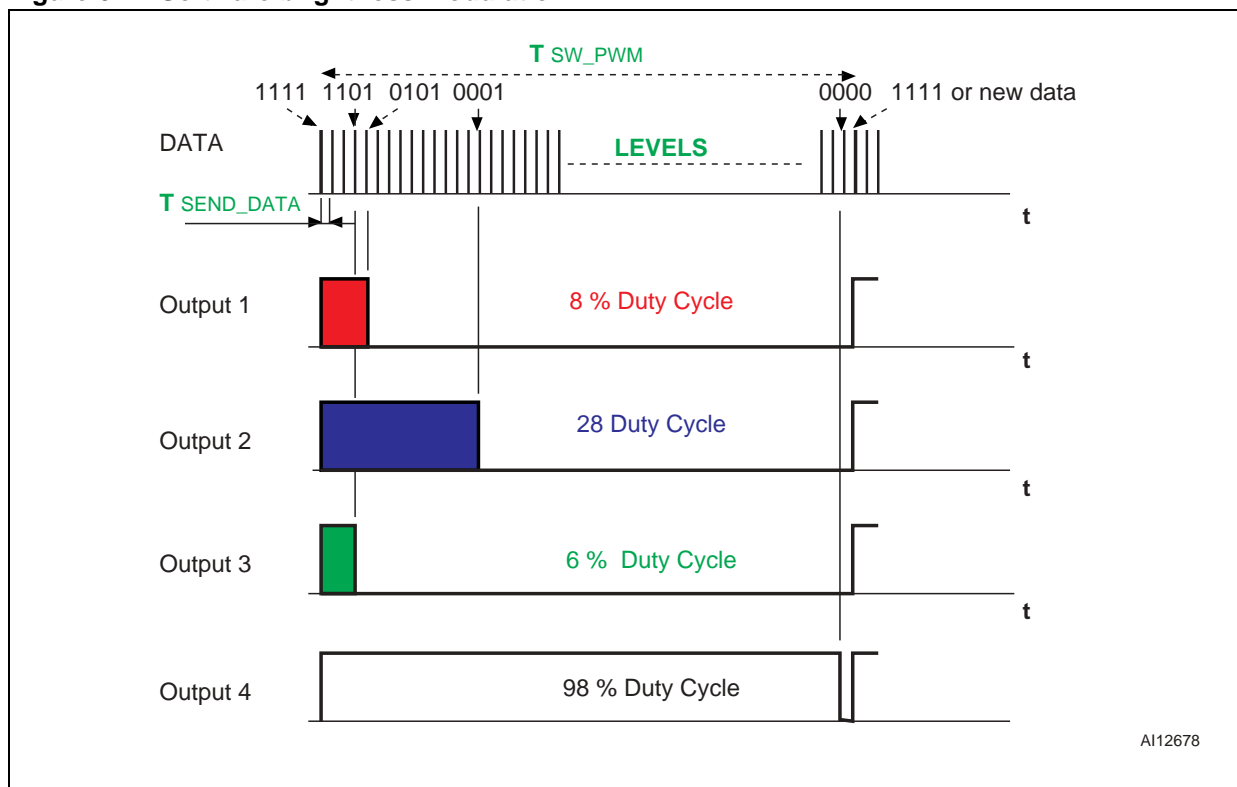 T SW_PWM
1111 1101 0101 0001 0000 1111 or new data
DATA
LEVELS
T SEND_DATA
t
Output 1
8 % Duty Cycle
t
Output 2
28 Duty Cycle
t
Output 3
6 % Duty Cycle
t
Output 4
98 % Duty Cycle
AI12678